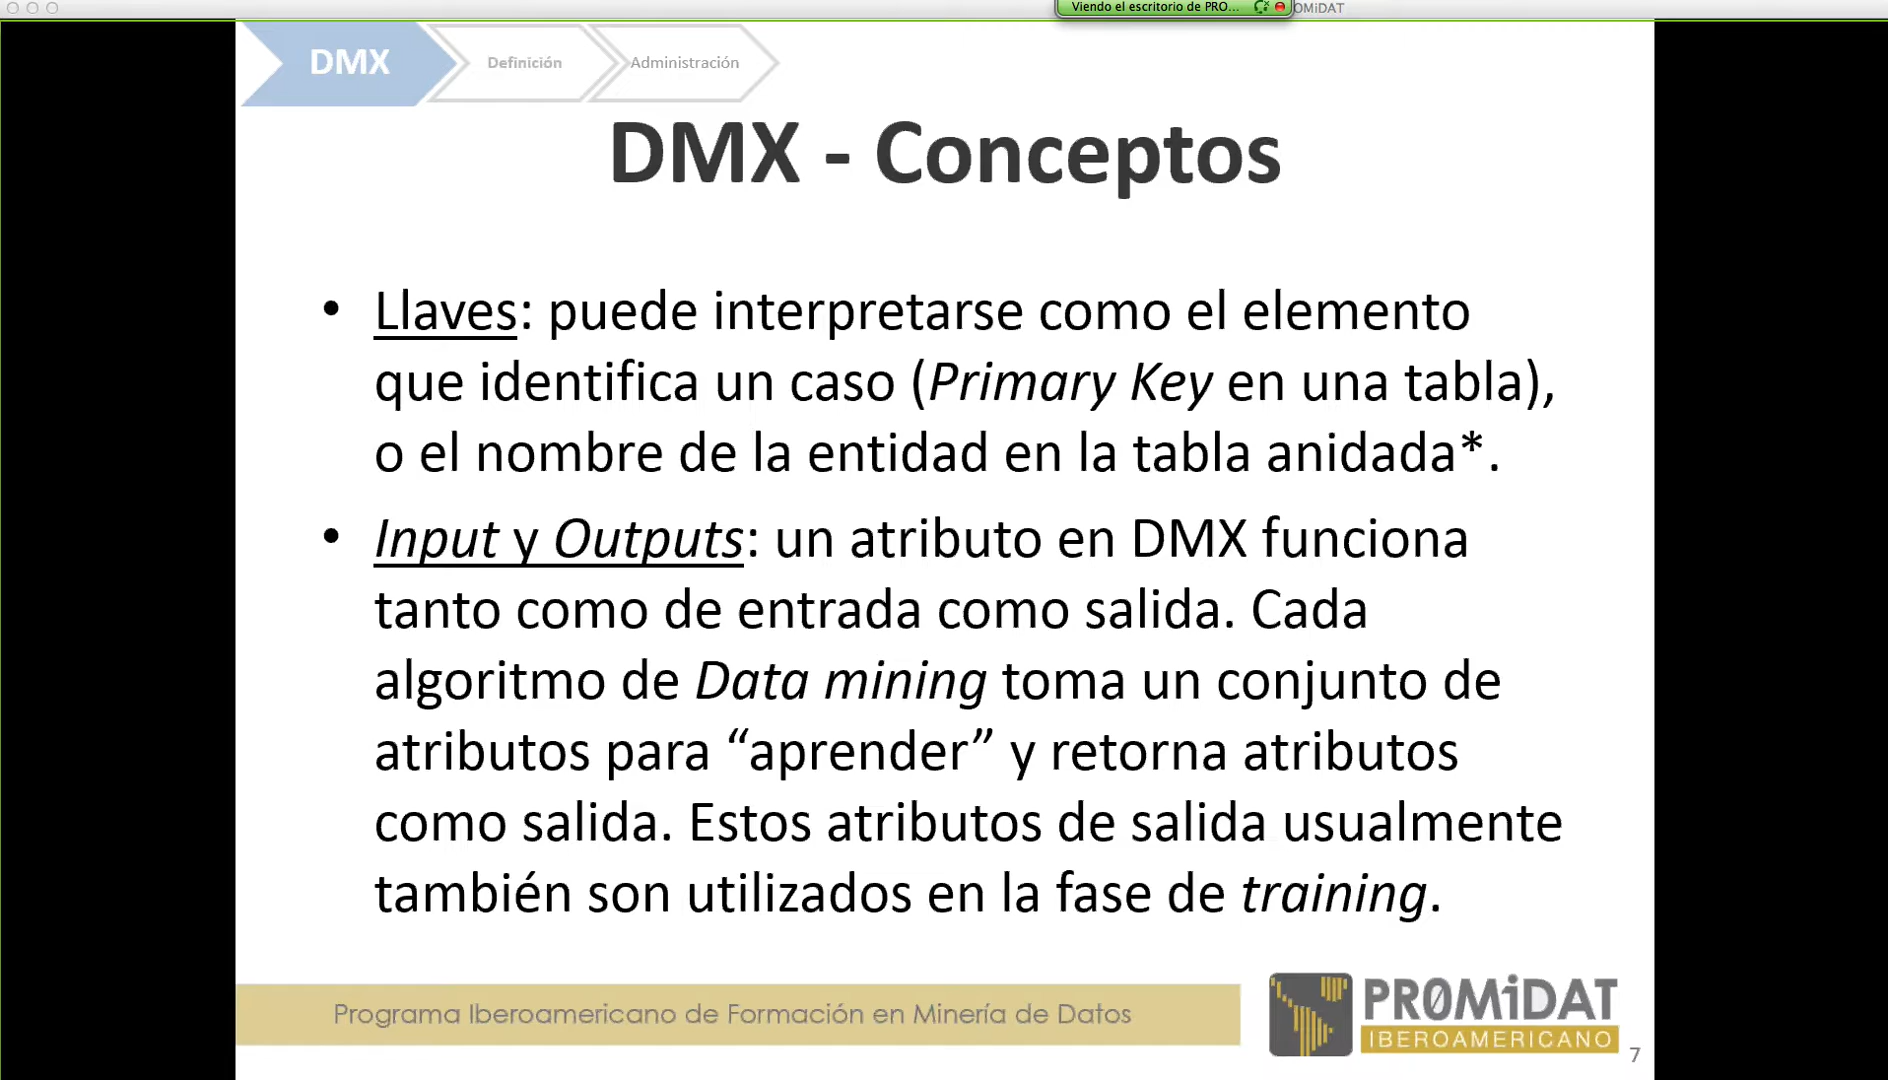 Viendo el escritorio de PRO...
OMiDAT
DMX
Definición
Administración
DMX - Conceptos
• Llaves: puede interpretarse como el elemento
que identifica un caso (Primary Key en una tabla),
o el nombre de la entidad en la tabla anidada*.
• Input y Outputs: un atributo en DMX funciona
tanto como de entrada como salida. Cada
algoritmo de Data mining toma un conjunto de
atributos para “aprender” y retorna atributos
como salida. Estos atributos de salida usualmente
también son utilizados en la fase de training.
Programa Iberoamericano de Formación en Minería de Datos
PROMiDAT
IBEROAMERICANO
7